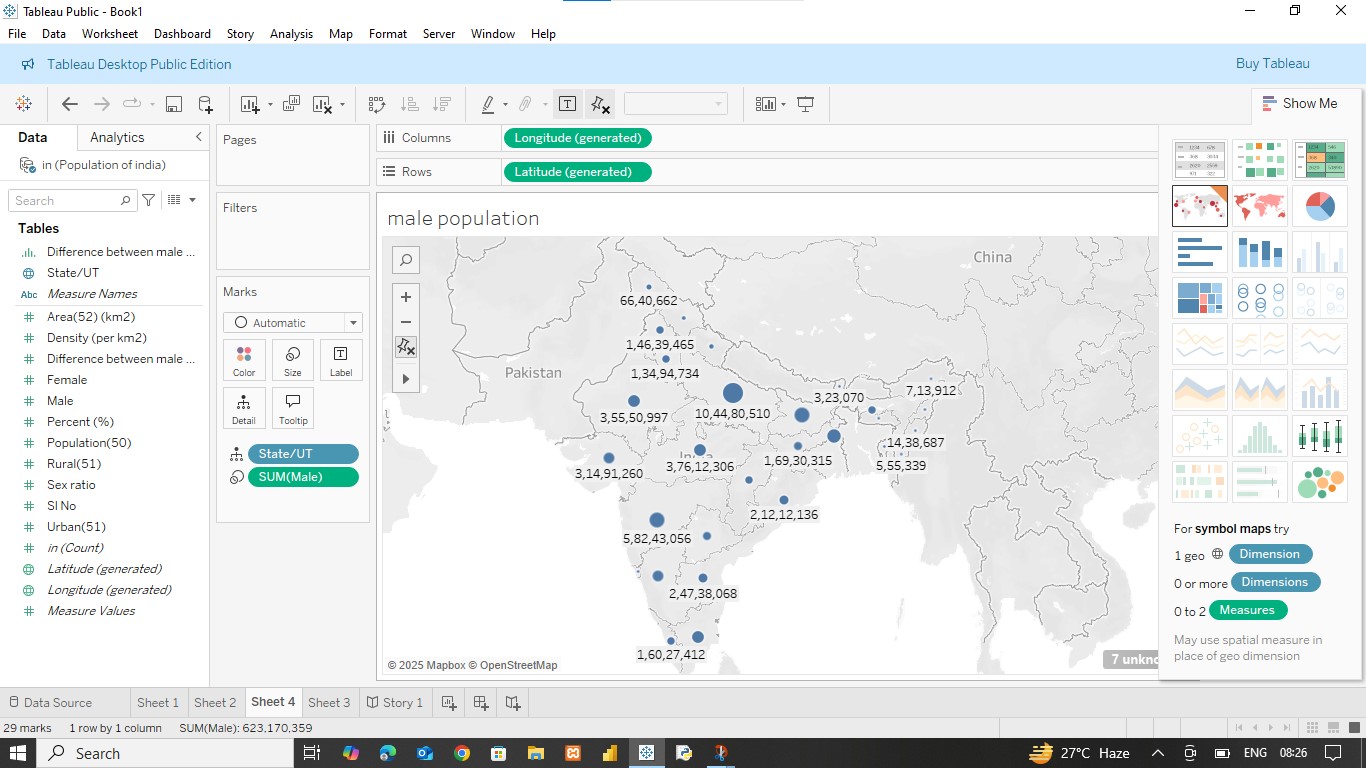 Tableau Public - Book1
File Data Worksheet Dashboard Story Analysis Map Format Server Window Help
Tableau Desktop Public Edition
Buy Tableau
Show Me
Data Analytics
in (Population of india)
Search
Tables
Difference between male ...
State/UT
Abc Measure Names
Area(52) (km2)
Density (per km2)
Difference between male ...
Female
Male
Percent (%)
Population(50)
Rural(51)
Sex ratio
Sl No
Urban(51)
in (Count)
Latitude (generated)
Longitude (generated)
Measure Values
Pages
Filters
Marks
Automatic
Color Size Label
Detail Tooltip
State/UT
SUM(Male)
Columns Longitude (generated)
Rows Latitude (generated)
male population
China
66,40,662
1,46,39,465
Pakistan
1,34,94,734
7,13,912
3,23,070
3,55,50,997
10,44,80,510
14,38,687
3,14,91,260
3,76,12,306
1,69,30,315
5,55,339
2,12,12,136
5,82,43,056
2,47,38,068
1,60,27,412
© 2025 Mapbox © OpenStreetMap
7 unkno
For symbol maps try
1 geo Dimension
0 or more Dimensions
0 to 2 Measures
May use spatial measure in
place of geo dimension
Data Source Sheet 1 Sheet 2 Sheet 4 Sheet 3 Story 1
29 marks 1 row by 1 column SUM(Male): 623,170,359
Search
27°C Haze
ENG 08:26